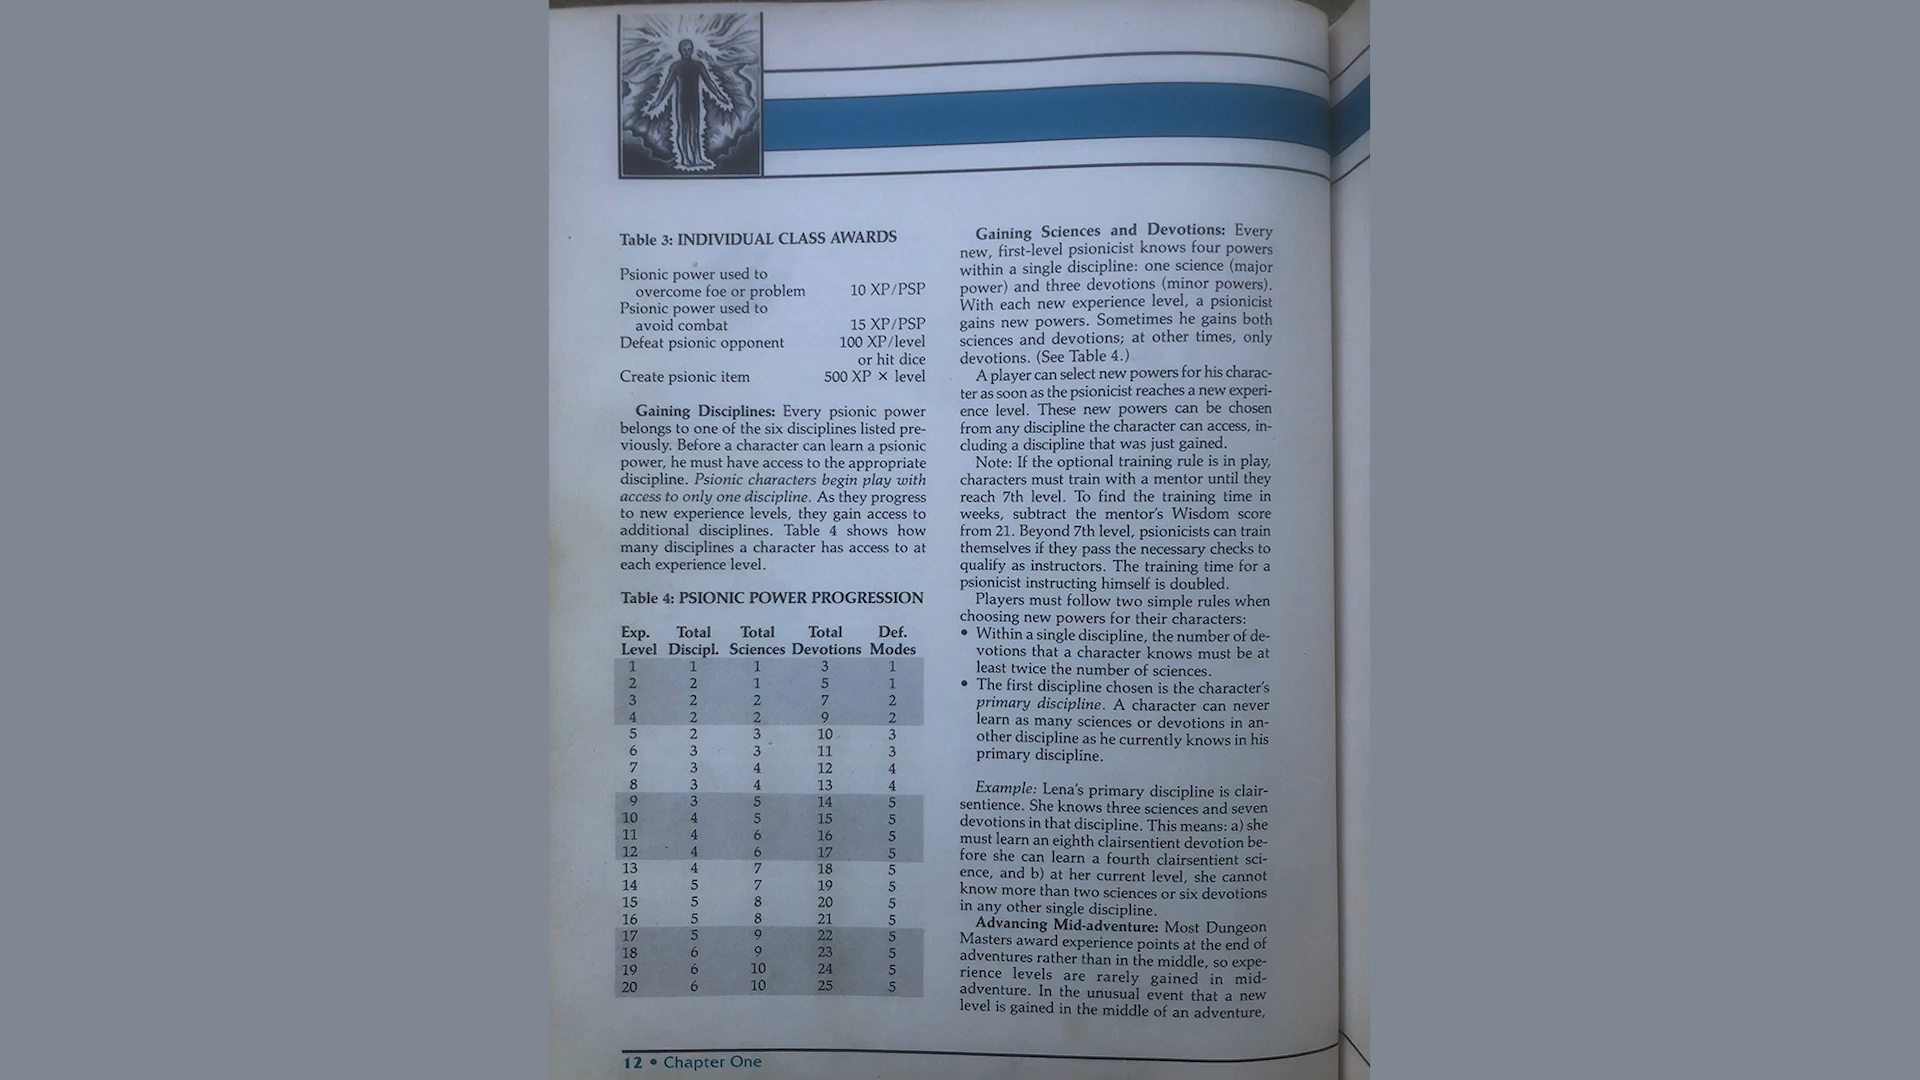 Table 3: INDIVIDUAL CLASS AWARDS
Psionic power used to
overcome foe or problem 10 XP/PSP
Psionic power used to
avoid combat 15 XP/PSP
Defeat psionic opponent 100 XP/level
or hit dice
Create psionic item 500 XP × level
Gaining Disciplines: Every psionic power
belongs to one of the six disciplines listed pre-
viously. Before a character can learn a psionic
power, he must have access to the appropriate
discipline. Psionic characters begin play with
access to only one discipline. As they progress
to new experience levels, they gain access to
additional disciplines. Table 4 shows how
many disciplines a character has access to at
each experience level.
Table 4: PSIONIC POWER PROGRESSION
Exp. Total Total Total Def.
Level Discipl. Sciences Devotions Modes
1 1 1 3 1
2 2 1 5 1
3 2 2 7 2
4 2 2 9 2
5 2 3 10 3
6 3 3 11 3
7 3 4 12 4
8 3 4 13 4
9 3 5 14 5
10 4 5 15 5
11 4 6 16 5
12 4 6 17 5
13 4 7 18 5
14 5 7 19 5
15 5 8 20 5
16 5 8 21 5
17 5 9 22 5
18 6 9 23 5
19 6 10 24 5
20 6 10 25 5
Gaining Sciences and Devotions: Every
new, first-level psionicist knows four powers
within a single discipline: one science (major
power) and three devotions (minor powers).
With each new experience level, a psionicist
gains new powers. Sometimes he gains both
sciences and devotions; at other times, only
devotions. (See Table 4.)
A player can select new powers for his charac-
ter as soon as the psionicist reaches a new experi-
ence level. These new powers can be chosen
from any discipline the character can access, in-
cluding a discipline that was just gained.
Note: If the optional training rule is in play,
characters must train with a mentor until they
reach 7th level. To find the training time in
weeks, subtract the mentor's Wisdom score
from 21. Beyond 7th level, psionicists can train
themselves if they pass the necessary checks to
qualify as instructors. The training time for a
psionicist instructing himself is doubled.
Players must follow two simple rules when
choosing new powers for their characters:
• Within a single discipline, the number of de-
votions that a character knows must be at
least twice the number of sciences.
• The first discipline chosen is the character's
primary discipline. A character can never
learn as many sciences or devotions in an-
other discipline as he currently knows in his
primary discipline.
Example: Lena's primary discipline is clair-
sentience. She knows three sciences and seven
devotions in that discipline. This means: a) she
must learn an eighth clairsentient devotion be-
fore she can learn a fourth clairsentient sci-
ence, and b) at her current level, she cannot
know more than two sciences or six devotions
in any other single discipline.
Advancing Mid-adventure: Most Dungeon
Masters award experience points at the end of
adventures rather than in the middle, so expe-
rience levels are rarely gained in mid-
adventure. In the unusual event that a new
level is gained in the middle of an adventure,
12 • Chapter One